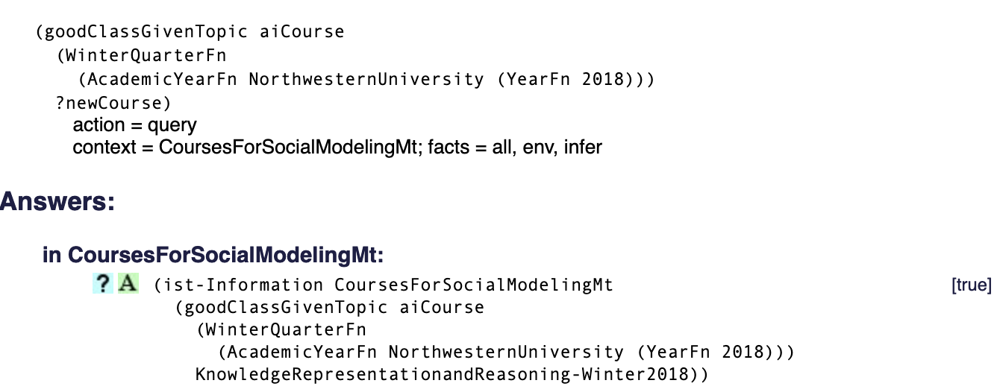 (goodClassGivenTopic aiCourse
(WinterQuarterFn
(AcademicYearFn NorthwesternUniversity (YearFn 2018)))
?newCourse)
action = query
context = CoursesForSocialModelingMt; facts = all, env, infer
Answers:
in CoursesForSocialModelingMt:
? A (ist-Information CoursesForSocialModelingMt [true]
(goodClassGivenTopic aiCourse
(WinterQuarterFn
(AcademicYearFn NorthwesternUniversity (YearFn 2018)))
KnowledgeRepresentationandReasoning-Winter2018))